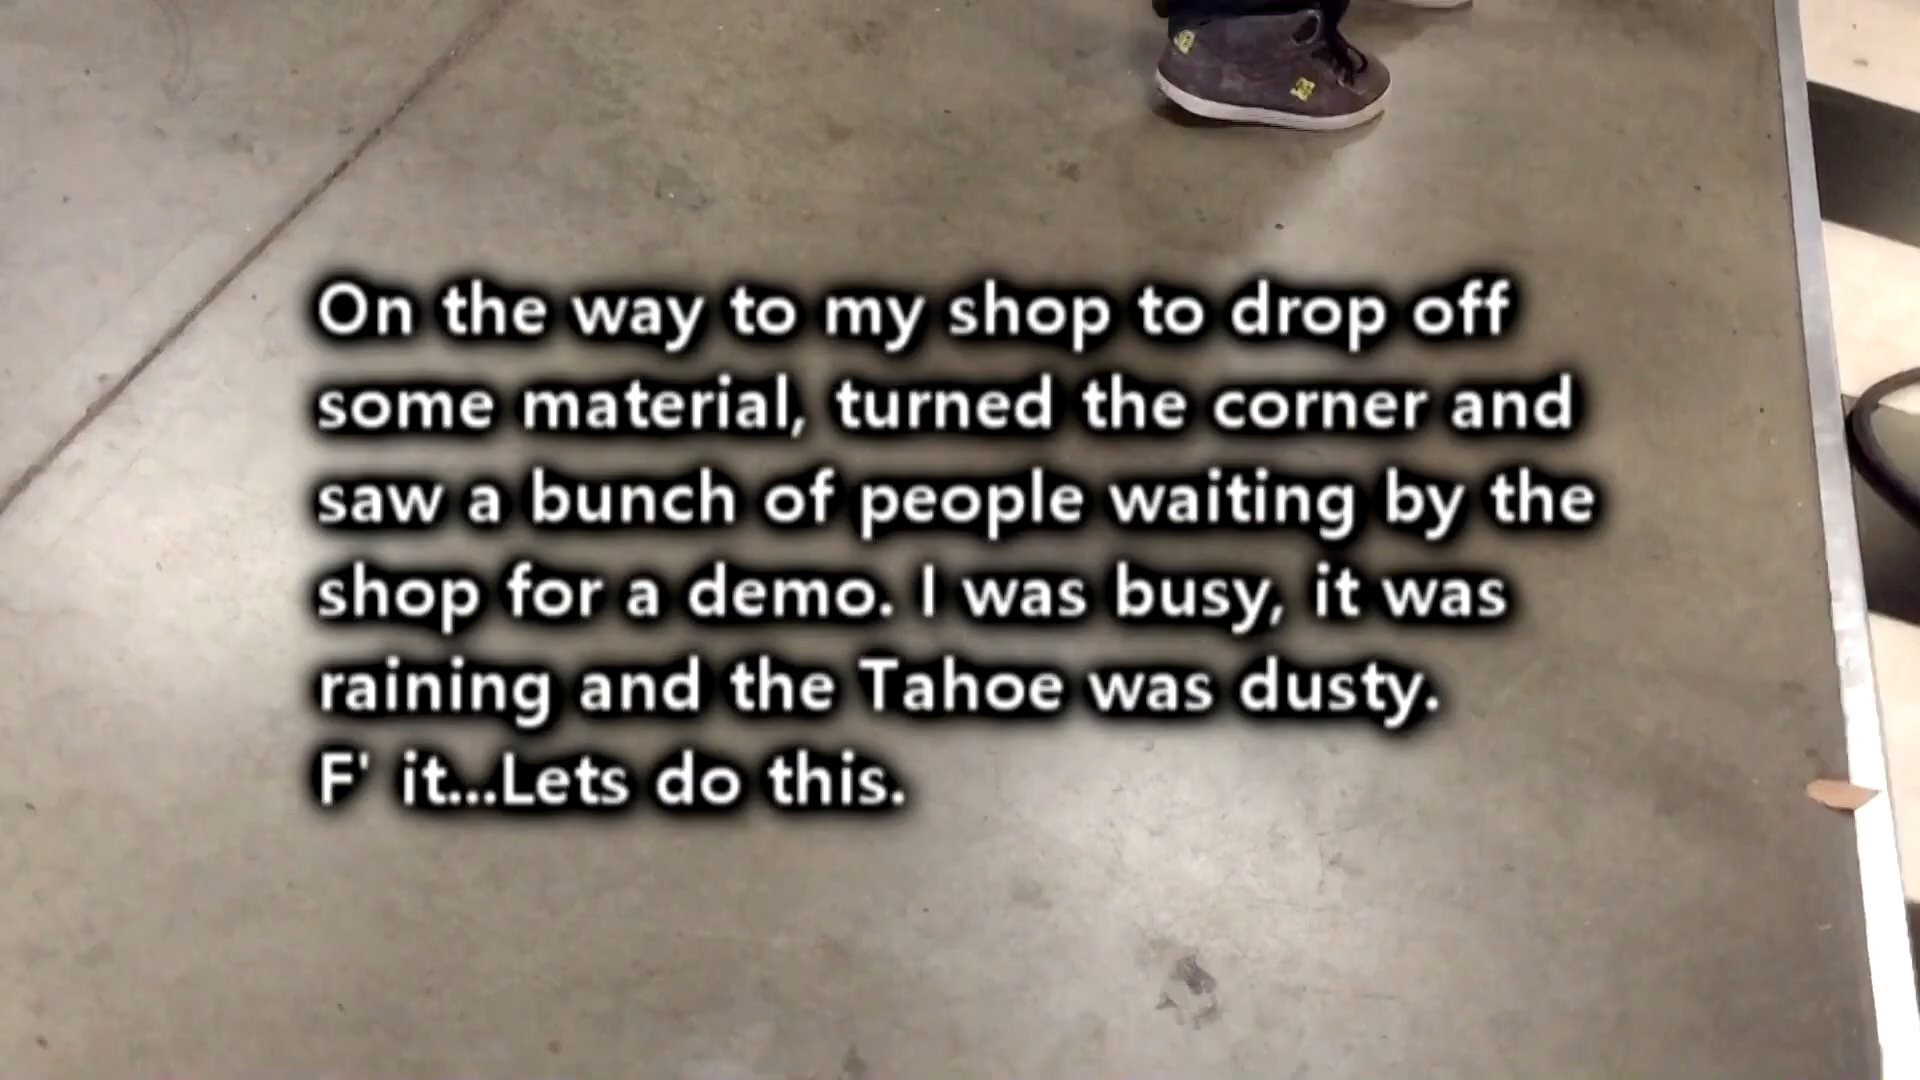 On the way to my shop to drop off
some material, turned the corner and
saw a bunch of people waiting by the
shop for a demo. I was busy, it was
raining and the Tahoe was dusty.
F' it...Lets do this.